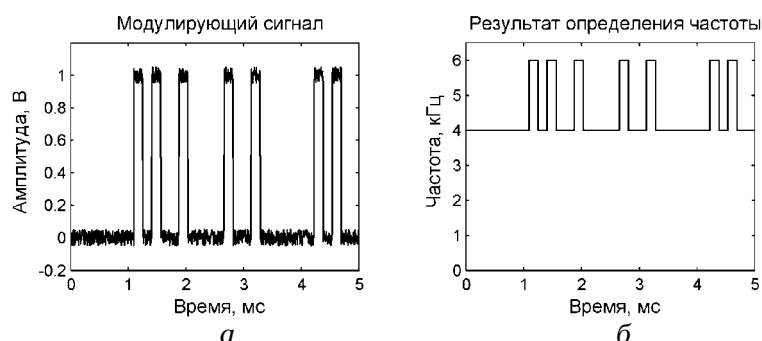 Модулирующий сигнал
Амплитуда, В
1
0.8
0.6
0.4
0.2
0
-0.2
0 1 2 3 4 5
Время, мс
а
Результат определения частоты
Частота, кГц
6
5
4
3
2
1
0
0 1 2 3 4 5
Время, мс
б